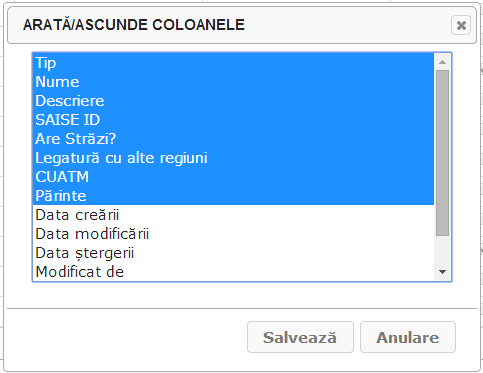 ARATĂ/ASCUNDE COLOANELE
Tip
Nume
Descriere
SAISE ID
Are Străzi?
Legatură cu alte regiuni
CUATM
Părinte
Data creării
Data modificării
Data ștergerii
Modificat de
Salvează Anulare